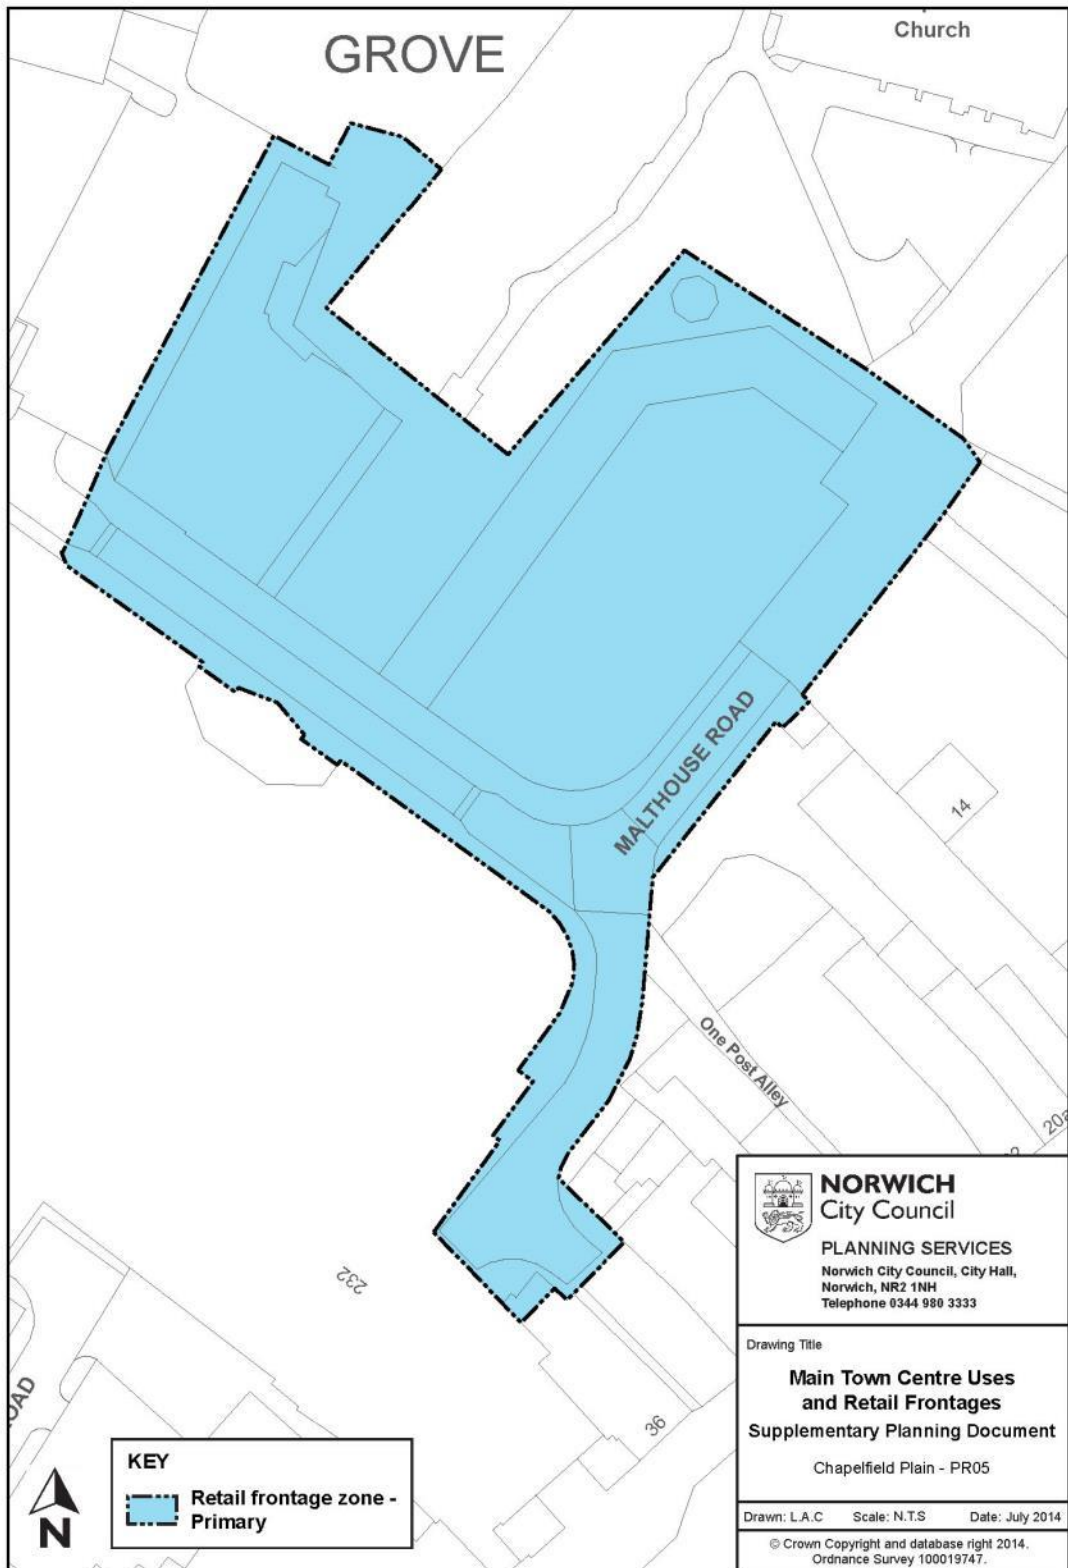 GROVE
Church
MALTHOUSE ROAD
14
One Post Alley
20a
232
36
NORWICH
City Council
PLANNING SERVICES
Norwich City Council, City Hall,
Norwich, NR2 1NH
Telephone 0344 980 3333
Drawing Title
Main Town Centre Uses
and Retail Frontages
Supplementary Planning Document
Chapelfield Plain - PR05
Drawn: L.A.C Scale: N.T.S Date: July 2014
© Crown Copyright and database right 2014.
Ordnance Survey 100019747.
KEY
Retail frontage zone -
Primary
N